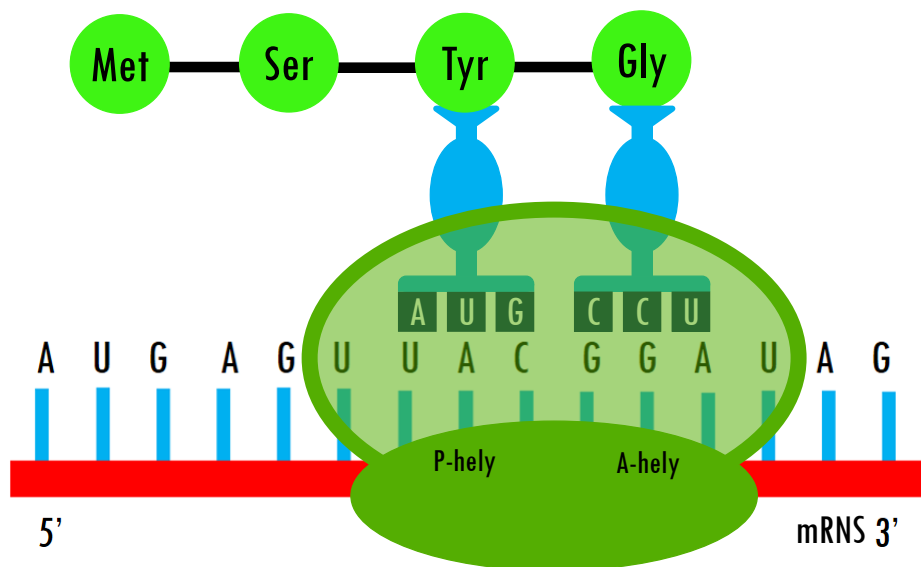 Met Ser Tyr Gly
A U G C C U
A U G A G U U A C G G A U A G
P-hely A-hely
5’ mRNS 3’